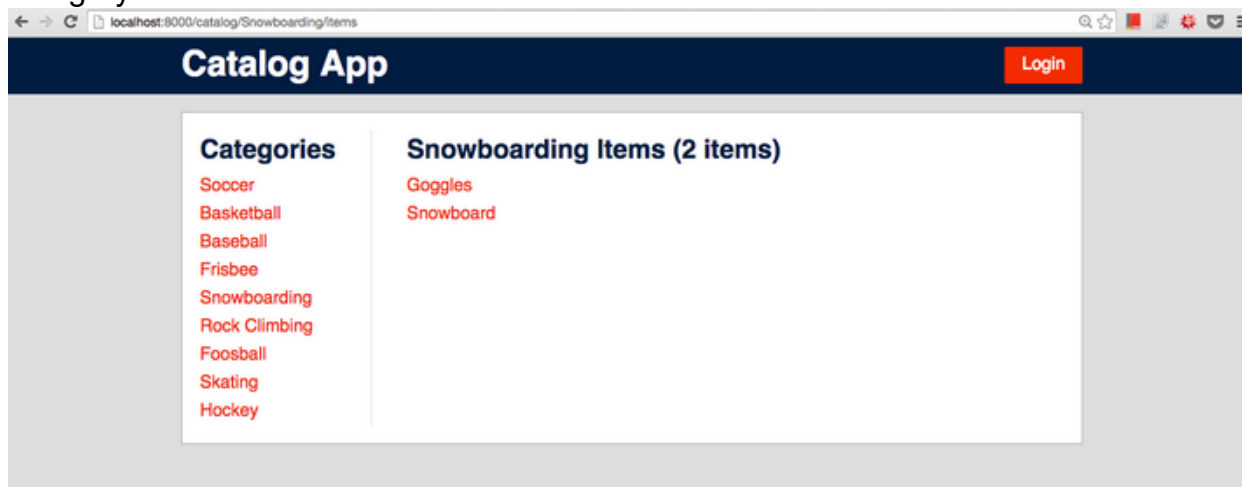 localhost:8000/catalog/Snowboarding/items
Catalog App
Login
Categories
Soccer
Basketball
Baseball
Frisbee
Snowboarding
Rock Climbing
Foosball
Skating
Hockey
Snowboarding Items (2 items)
Goggles
Snowboard